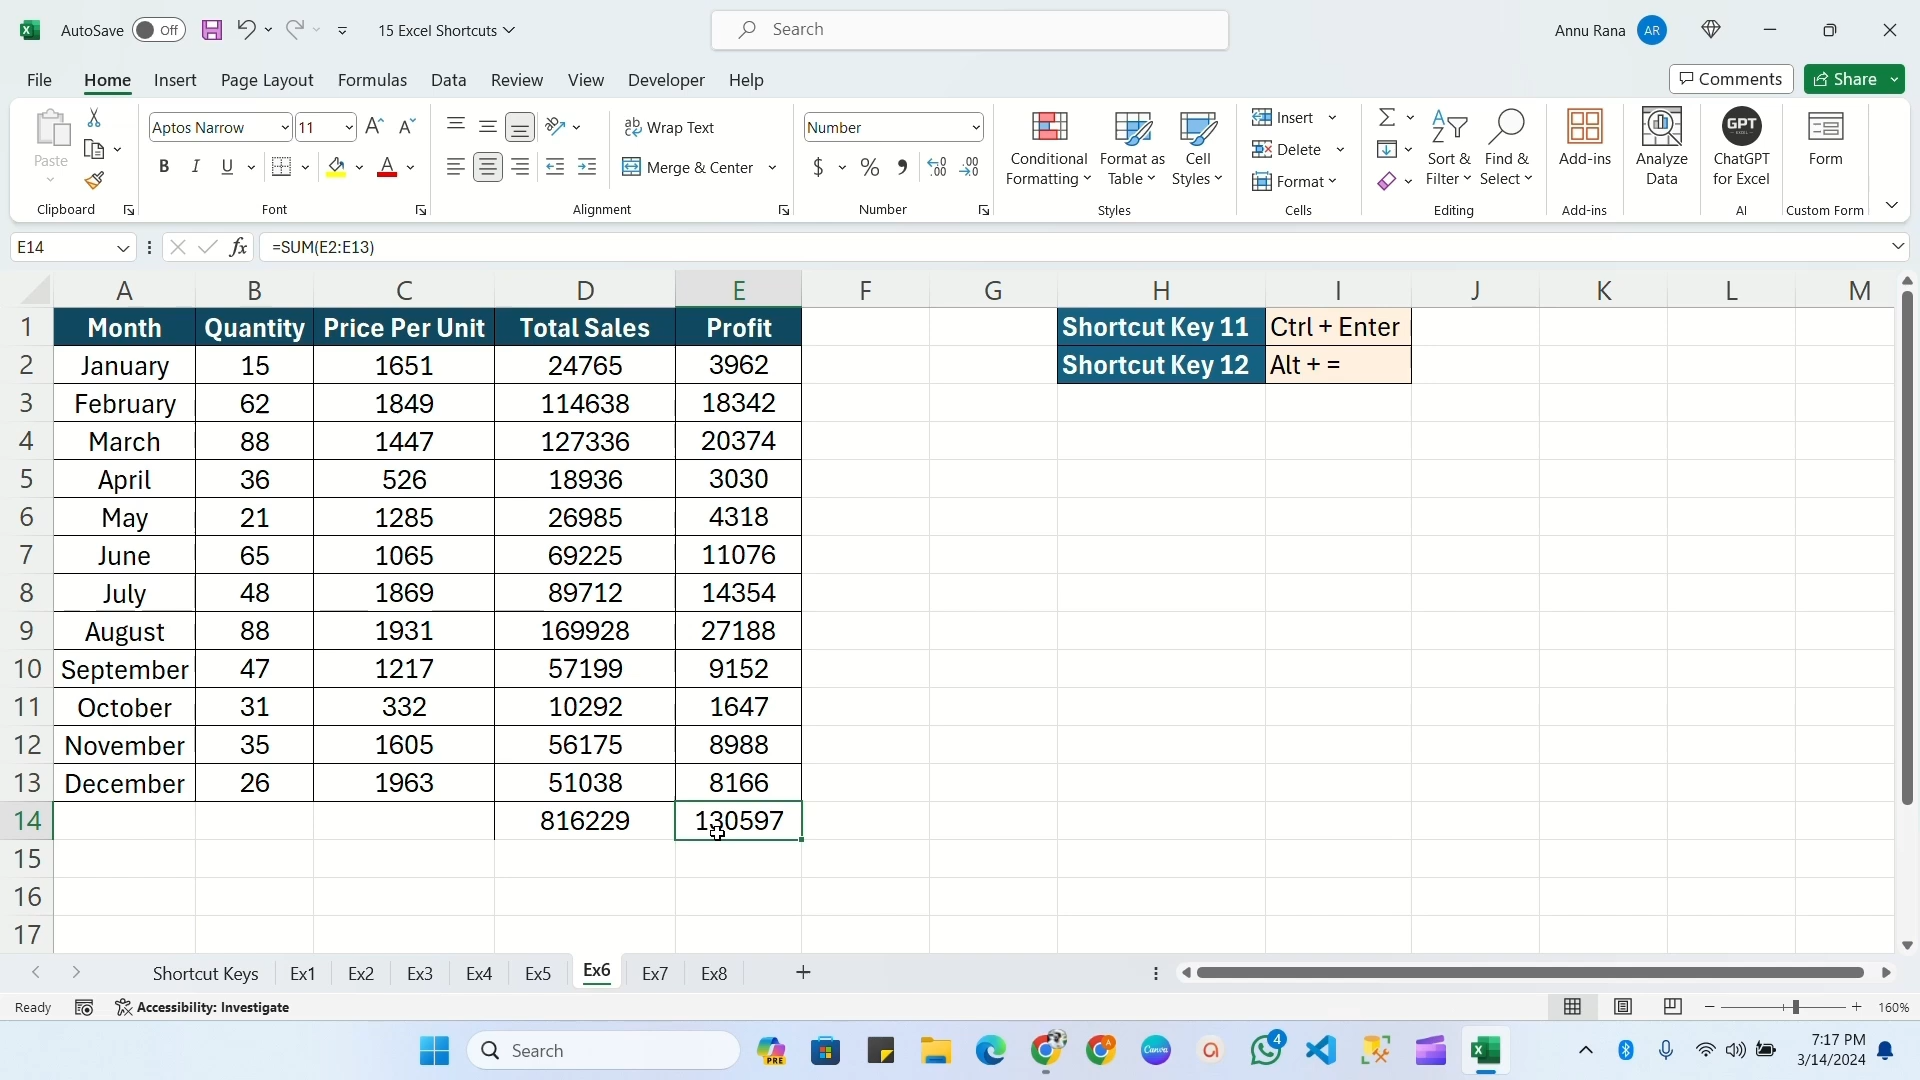 AutoSave Off 15 Excel Shortcuts Search Annu Rana AR
File Home Insert Page Layout Formulas Data Review View Developer Help Comments Share
Paste
Aptos Narrow 11
B I U
Wrap Text
Merge & Center
Number
$ %
Conditional Formatting
Format as Table
Cell Styles
Insert
Delete
Format
Sort & Filter
Find & Select
Add-ins
Analyze Data
GPT
ChatGPT for Excel
Form
Clipboard Font Alignment Number Styles Cells Editing Add-ins AI Custom Form
E14 fx =SUM(E2:E13)
A B C D E F G H I J K L M
1 Month Quantity Price Per Unit Total Sales Profit Shortcut Key 11 Ctrl + Enter
2 January 15 1651 24765 3962 Shortcut Key 12 Alt + =
3 February 62 1849 114638 18342
4 March 88 1447 127336 20374
5 April 36 526 18936 3030
6 May 21 1285 26985 4318
7 June 65 1065 69225 11076
8 July 48 1869 89712 14354
9 August 88 1931 169928 27188
10 September 47 1217 57199 9152
11 October 31 332 10292 1647
12 November 35 1605 56175 8988
13 December 26 1963 51038 8166
14 816229 130597
15
16
17
Shortcut Keys Ex1 Ex2 Ex3 Ex4 Ex5 Ex6 Ex7 Ex8
Ready Accessibility: Investigate 160%
Search PRE Canva 4 7:17 PM
3/14/2024